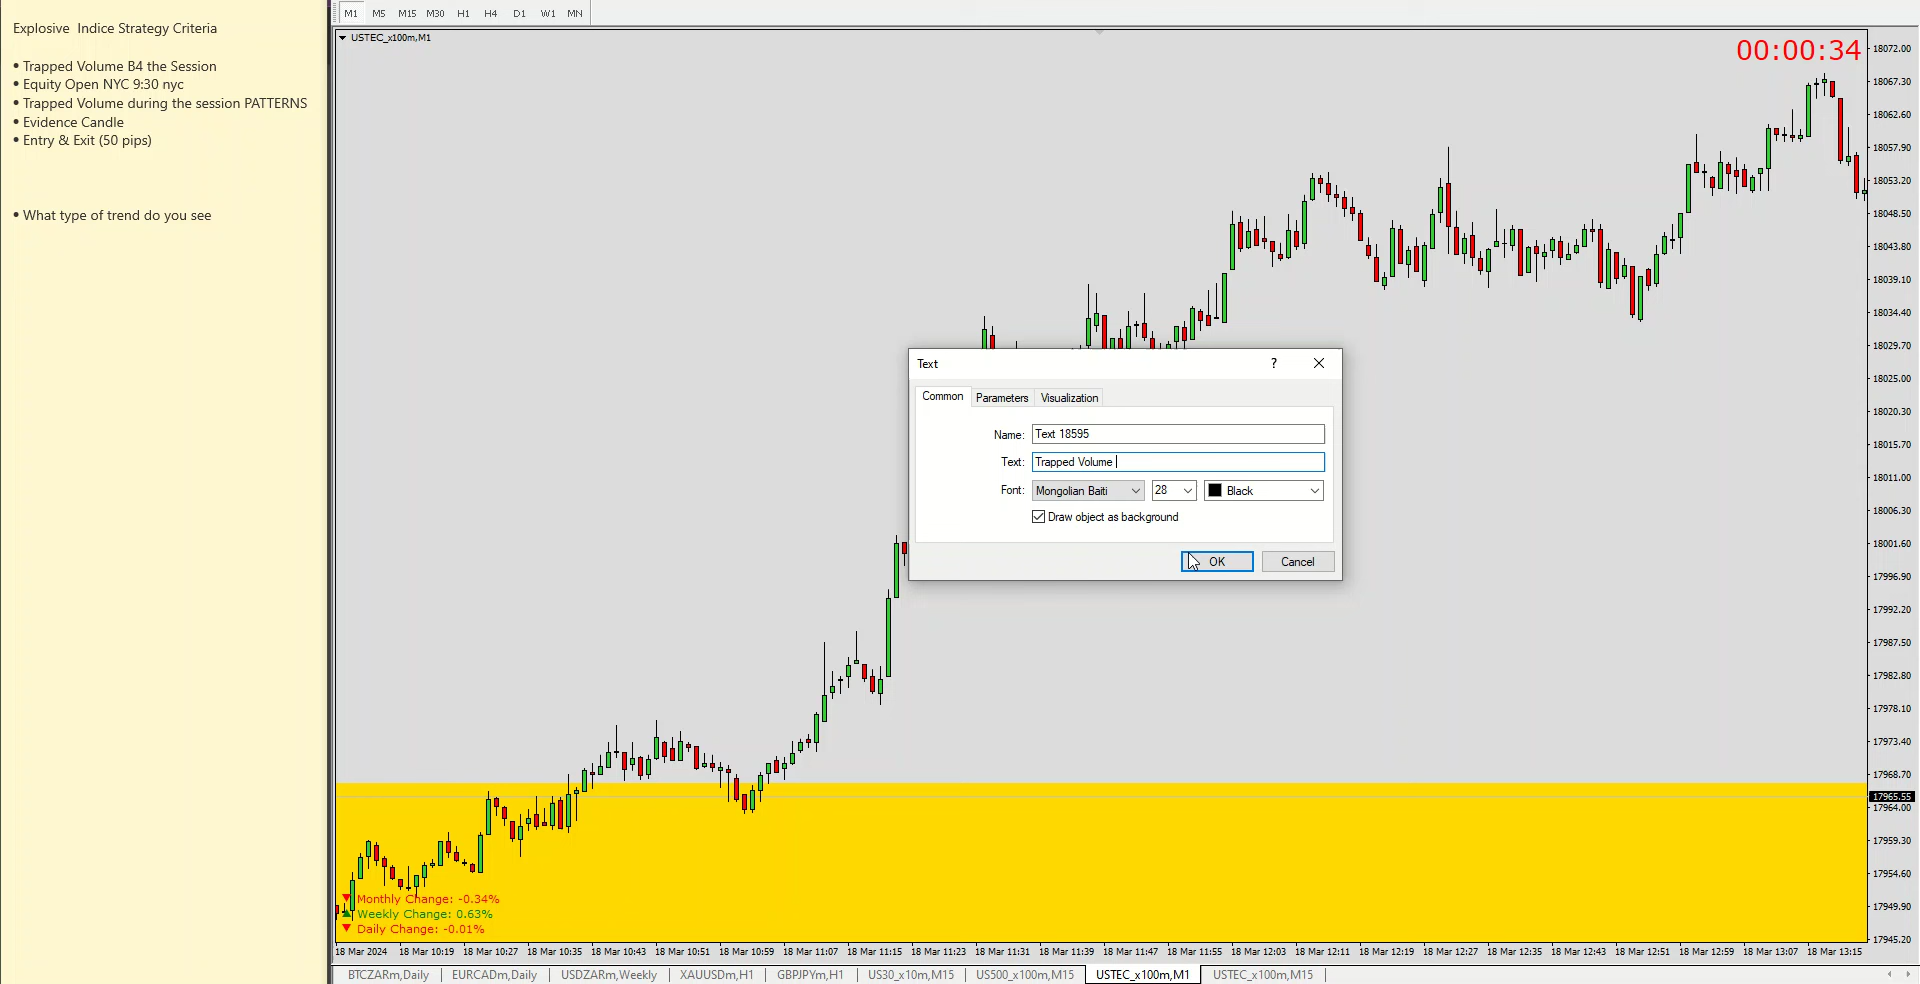 Explosive  Indice Strategy Criteria
• Trapped Volume B4 the Session
• Equity Open NYC 9:30 nyc
• Trapped Volume during the session PATTERNS
• Evidence Candle
• Entry & Exit (50 pips)
• What type of trend do you see
M1 M5 M15 M30 H1 H4 D1 W1 MN
USTEC_x100m,M1
00:00:34
18072.00
18067.30
18062.60
18057.90
18053.20
18048.50
18043.80
18039.10
18034.40
18029.70
18025.00
18020.30
18015.70
18011.00
18006.30
18001.60
17996.90
17992.20
17987.50
17982.80
17978.10
17973.40
17968.70
17965.55
17964.00
17959.30
17954.60
17949.90
17945.20
Text ?
Common Parameters Visualization
Name: Text 18595
Text: Trapped Volume
Font: Mongolian Baiti 28 Black
Draw object as background
OK Cancel
Monthly Change: -0.34%
Weekly Change: 0.63%
Daily Change: -0.01%
18 Mar 2024 18 Mar 10:19 18 Mar 10:27 18 Mar 10:35 18 Mar 10:43 18 Mar 10:51 18 Mar 10:59 18 Mar 11:07 18 Mar 11:15 18 Mar 11:23 18 Mar 11:31 18 Mar 11:39 18 Mar 11:47 18 Mar 11:55 18 Mar 12:03 18 Mar 12:11 18 Mar 12:19 18 Mar 12:27 18 Mar 12:35 18 Mar 12:43 18 Mar 12:51 18 Mar 12:59 18 Mar 13:07 18 Mar 13:15
BTCZARm,Daily EURCADm,Daily USDZARm,Weekly XAUUSDm,H1 GBPJPYm,H1 US30_x10m,M15 US500_x100m,M15 USTEC_x100m,M1 USTEC_x100m,M15